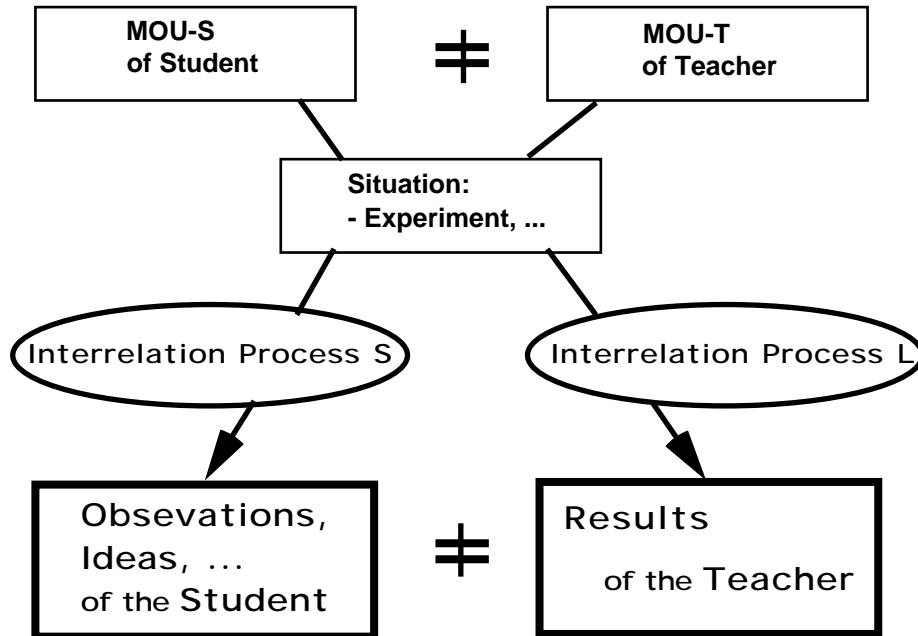 MOU-S
of Student
≠
MOU-T
of Teacher
Situation:
- Experiment, ...
Interrelation Process S
Interrelation Process L
Obsevations,
Ideas, ...
of the Student
≠
Results
of the Teacher